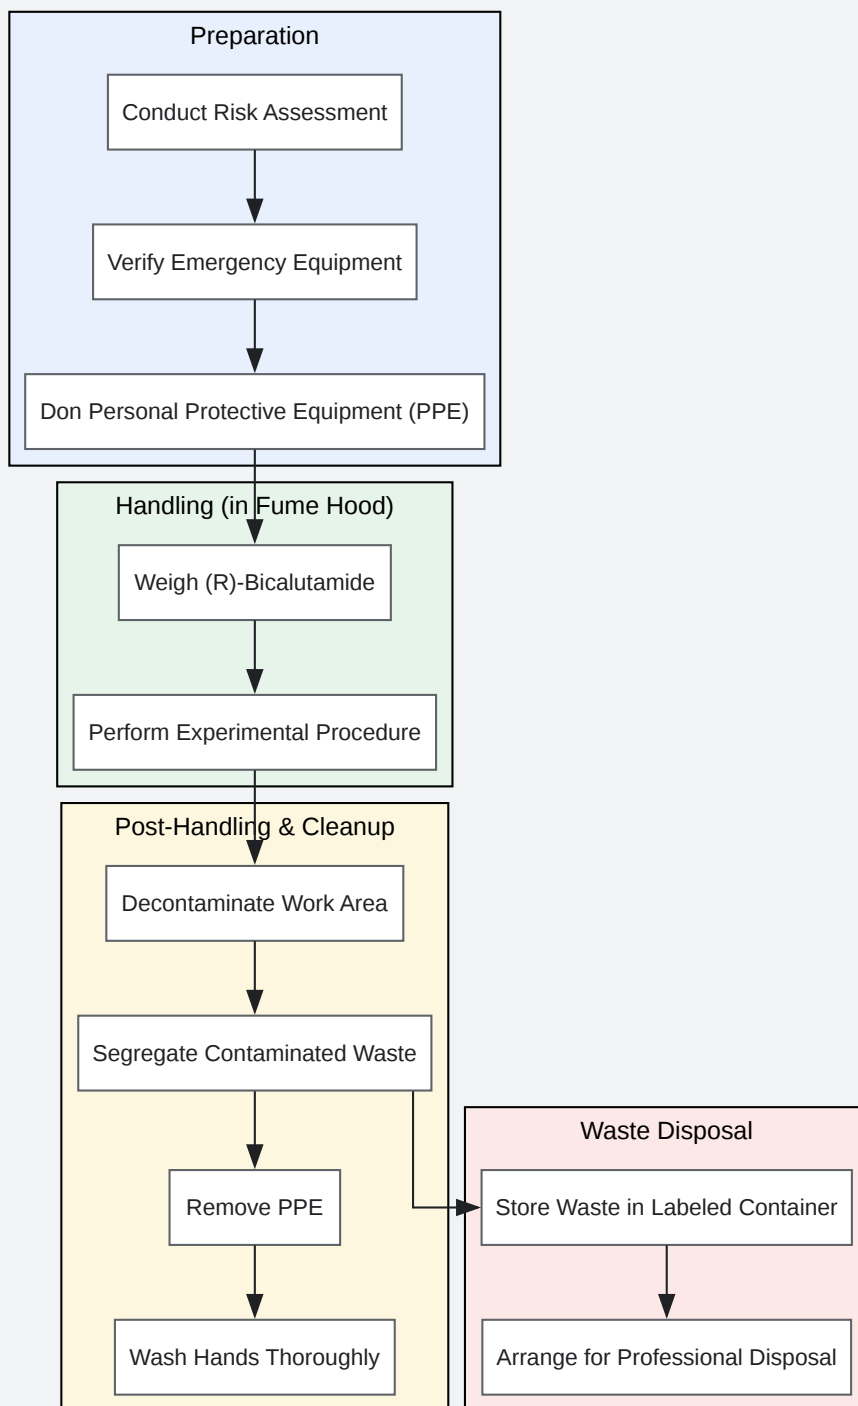 Preparation
Conduct Risk Assessment
Verify Emergency Equipment
Don Personal Protective Equipment (PPE)
Handling (in Fume Hood)
Weigh (R)-Bicalutamide
Perform Experimental Procedure
Post-Handling & Cleanup
Decontaminate Work Area
Segregate Contaminated Waste
Remove PPE
Wash Hands Thoroughly
Waste Disposal
Store Waste in Labeled Container
Arrange for Professional Disposal